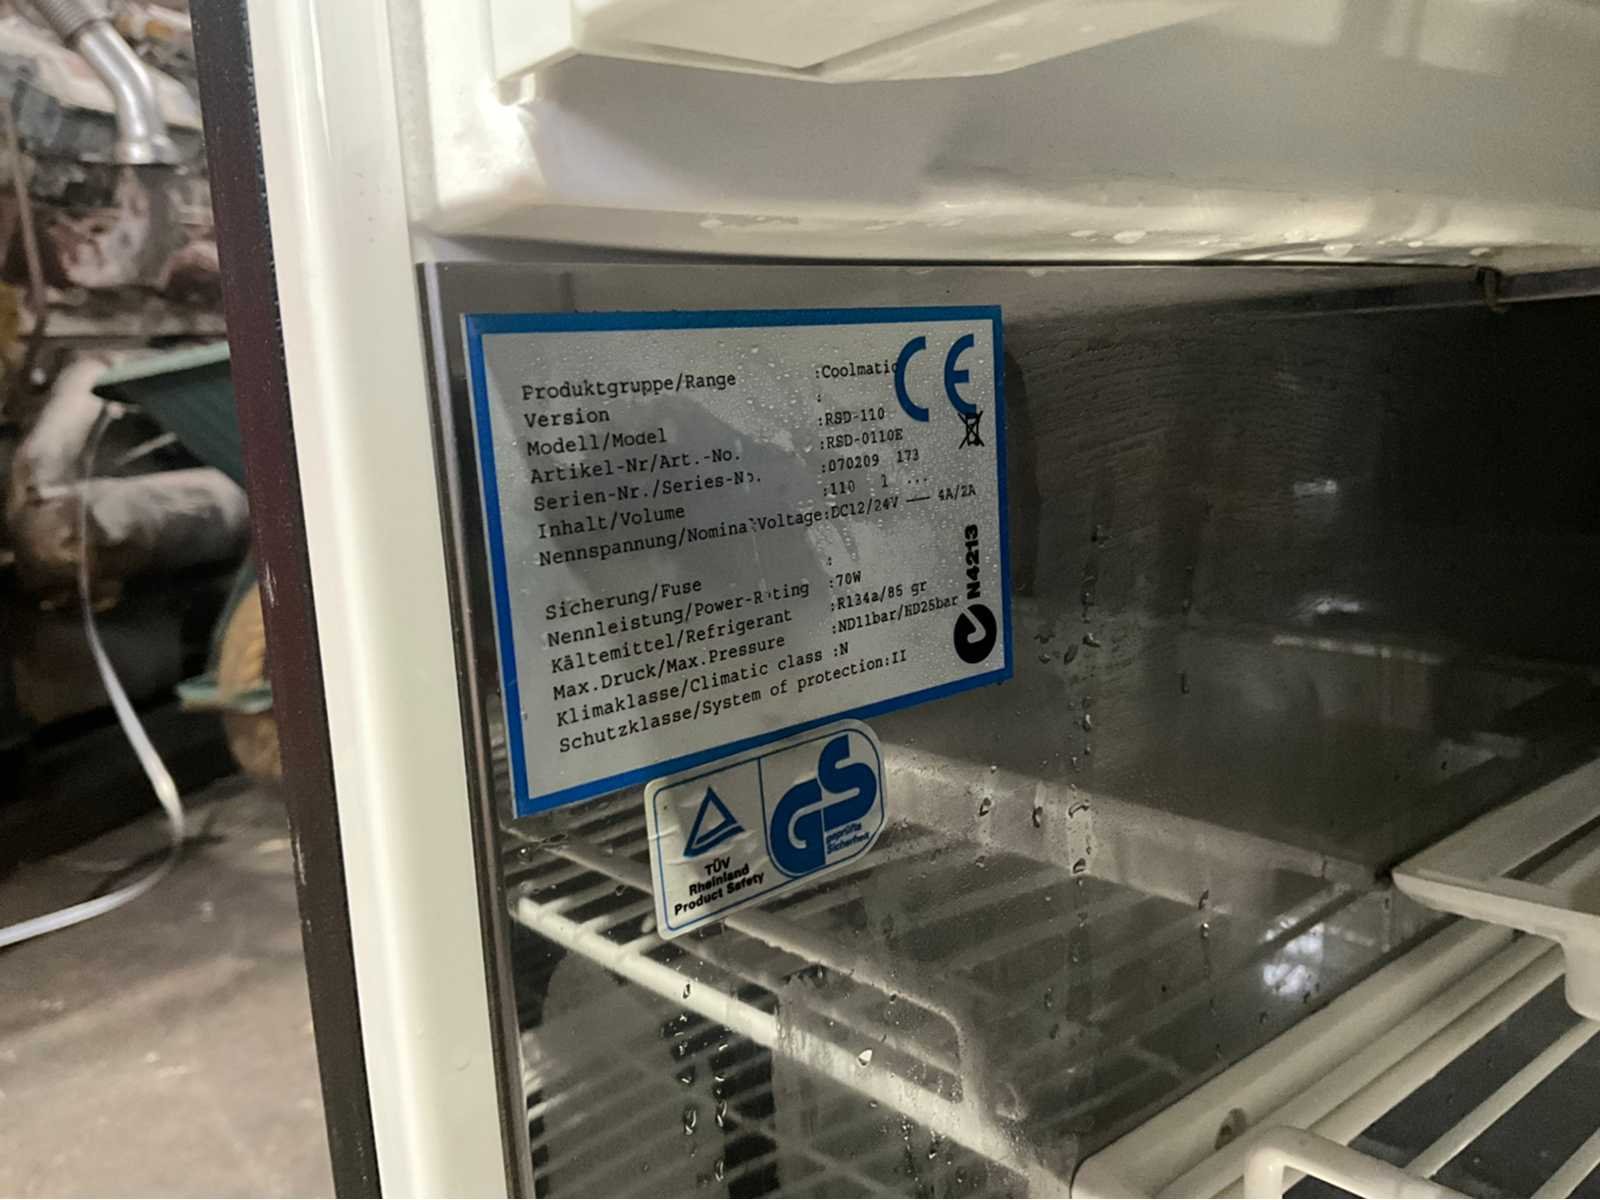 Produktgruppe/Range :Coolmatic
Version :
Modell/Model :RSD-110
Artikel-Nr/Art.-No. :RSD-0110E
Serien-Nr./Series-No. :070209 173
Inhalt/Volume :110 l ...
Nennspannung/Nominal Voltage:DC12/24V 4A/2A
Sicherung/Fuse :
Nennleistung/Power-Rating :70W
Kältemittel/Refrigerant :R134a/85 gr
Max.Druck/Max.Pressure :ND11bar/HD25bar
Klimaklasse/Climatic class :N
Schutzklasse/System of protection:II
CE
N4213
TÜV
Rheinland
Product Safety
GS
geprüfte
Sicherheit